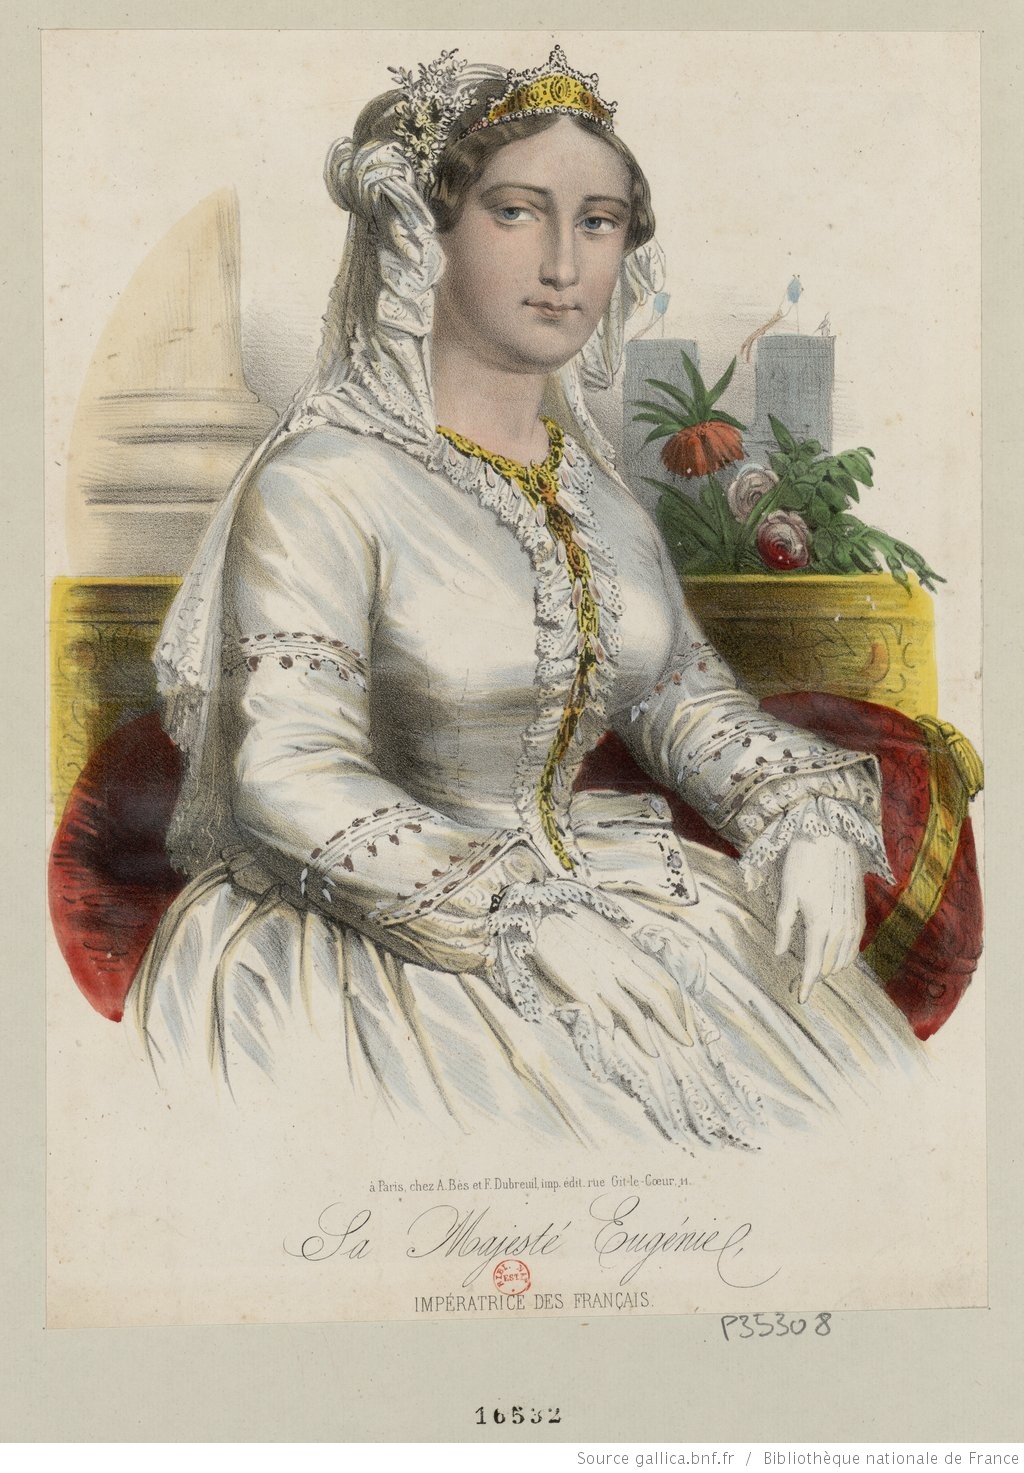 à Paris, chez A. Bès et F. Dubreuil, imp. édit. rue Git-le-Cœur, 11.
Sa Majesté Eugénie,
IMPÉRATRICE DES FRANÇAIS.
P35308
16532
Source gallica.bnf.fr / Bibliothèque nationale de France